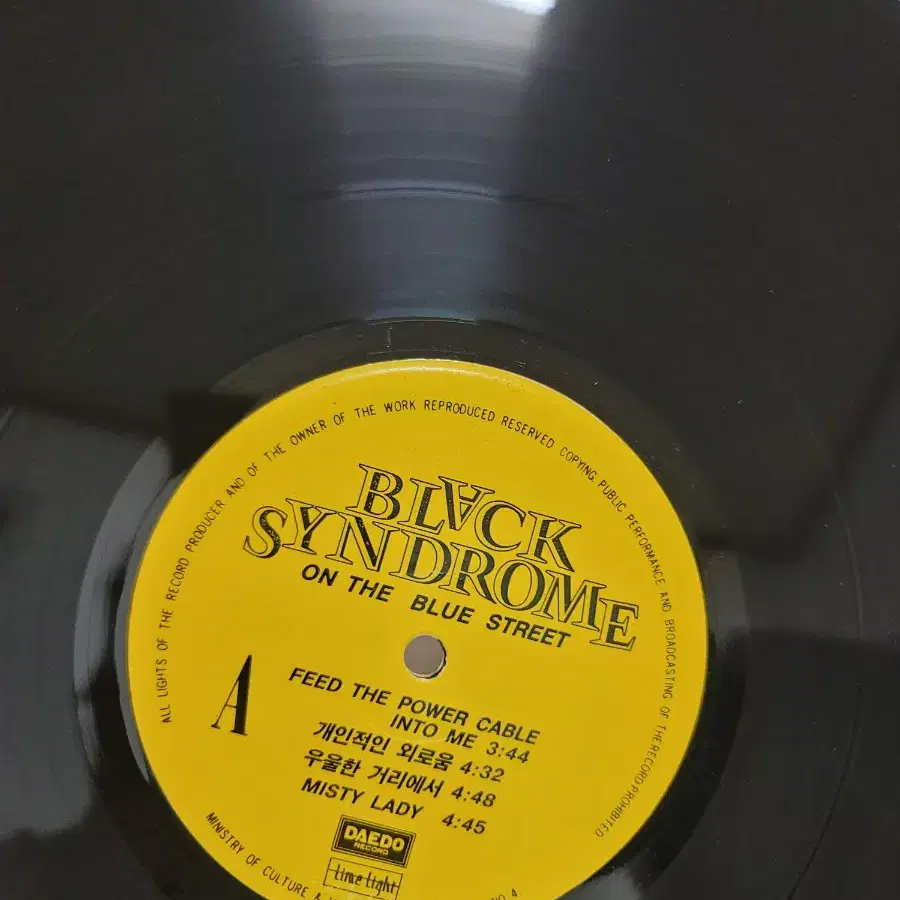 ALL LIGHTS OF THE RECORD PRODUCER AND OF THE OWNER OF THE WORK REPRODUCED RESERVED COPYING, PUBLIC PERFORMANCE AND BROADCASTING OF THE RECORD PROHIBITED
BLACK
SYNDROME
ON THE BLUE STREET
A
FEED THE POWER CABLE
INTO ME 3:44
개인적인 외로움 4:32
우울한 거리에서 4:48
MISTY LADY 4:45
DAEDO
RECORD
lime light
MINISTRY OF CULTURE &
NO 4